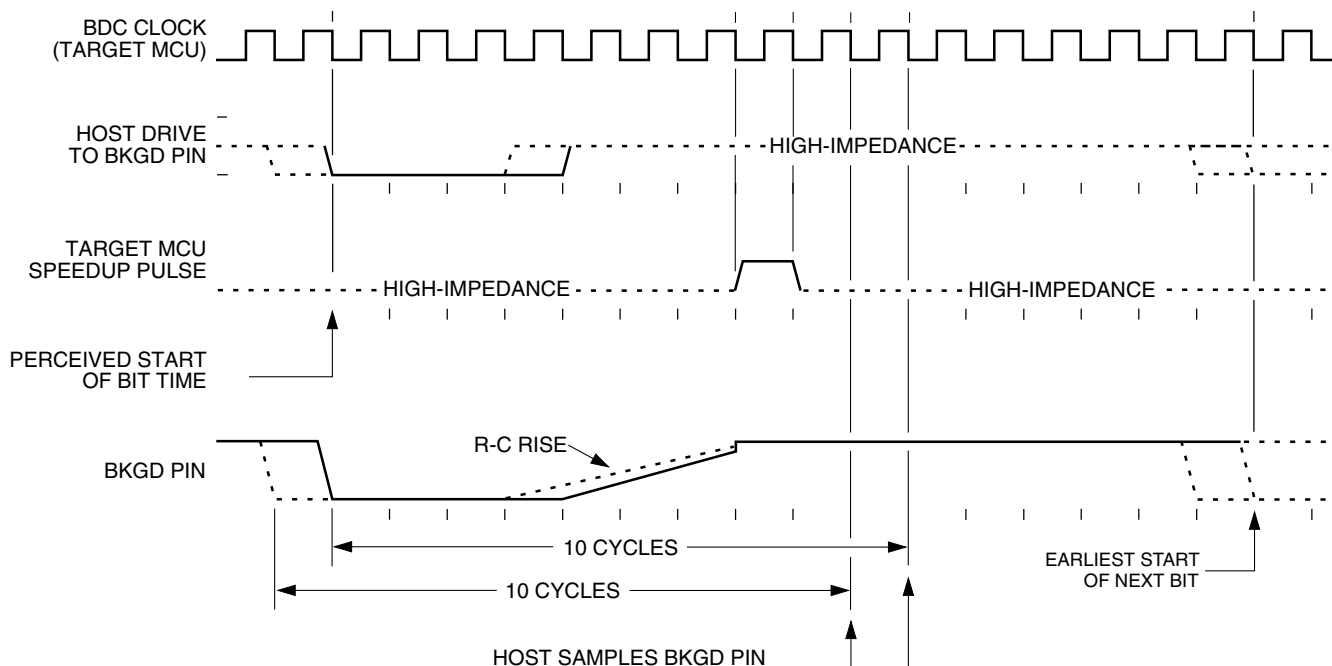 BDC CLOCK
(TARGET MCU)
HOST DRIVE
TO BKGD PIN
HIGH-IMPEDANCE
TARGET MCU
SPEEDUP PULSE
HIGH-IMPEDANCE
HIGH-IMPEDANCE
PERCEIVED START
OF BIT TIME
R-C RISE
BKGD PIN
10 CYCLES
EARLIEST START
OF NEXT BIT
10 CYCLES
HOST SAMPLES BKGD PIN